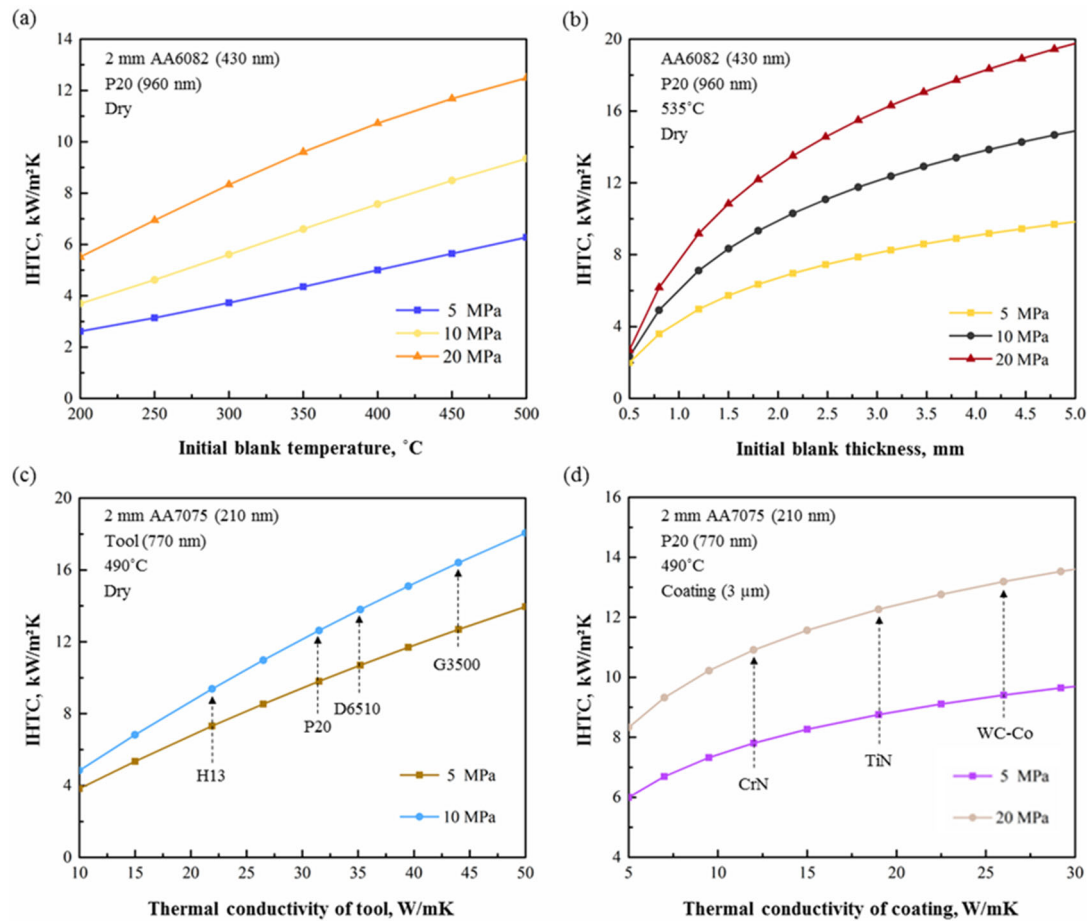 (a)
14
12
10
8
6
4
2
0
IHTC, kW/m²K
2 mm AA6082 (430 nm)
P20 (960 nm)
Dry
5 MPa
10 MPa
20 MPa
200 250 300 350 400 450 500
Initial blank temperature, ˚C
(b)
20
16
12
8
4
0
IHTC, kW/m²K
AA6082 (430 nm)
P20 (960 nm)
535˚C
Dry
5 MPa
10 MPa
20 MPa
0.5 1.0 1.5 2.0 2.5 3.0 3.5 4.0 4.5 5.0
Initial blank thickness, mm
(c)
20
16
12
8
4
0
IHTC, kW/m²K
2 mm AA7075 (210 nm)
Tool (770 nm)
490˚C
Dry
H13
P20
D6510
G3500
5 MPa
10 MPa
10 15 20 25 30 35 40 45 50
Thermal conductivity of tool, W/mK
(d)
16
14
12
10
8
6
4
IHTC, kW/m²K
2 mm AA7075 (210 nm)
P20 (770 nm)
490˚C
Coating (3 µm)
CrN
TiN
WC-Co
5 MPa
20 MPa
5 10 15 20 25 30
Thermal conductivity of coating, W/mK